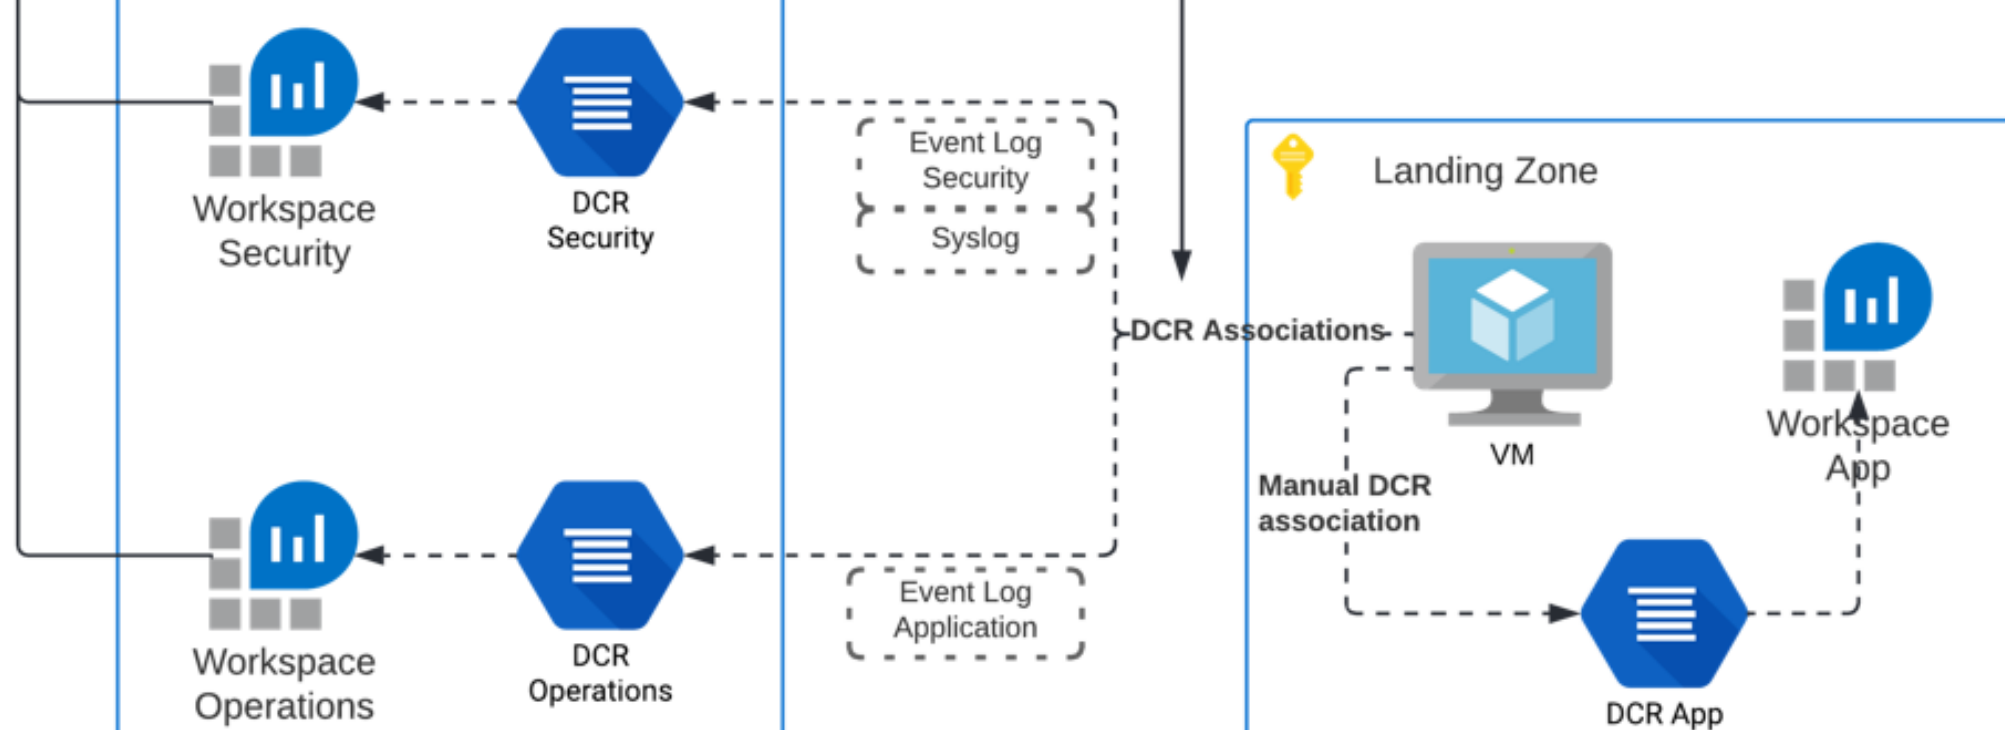 Workspace
Security
DCR
Security
Event Log
Security
Syslog
Landing Zone
DCR Associations
VM
Workspace
App
Manual DCR
association
Workspace
Operations
DCR
Operations
Event Log
Application
DCR App